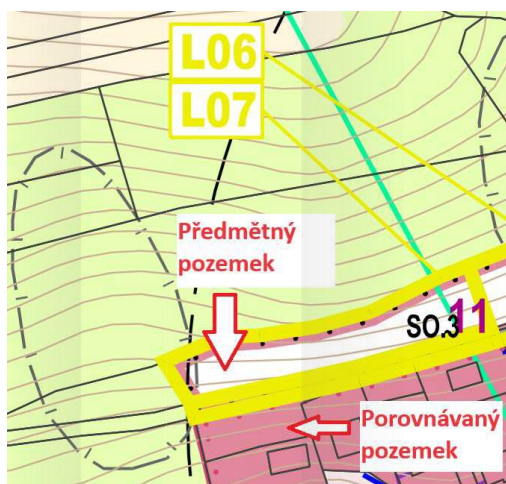 L06
L07
Předmětný
pozemek
SO.3 11
Porovnávaný
pozemek